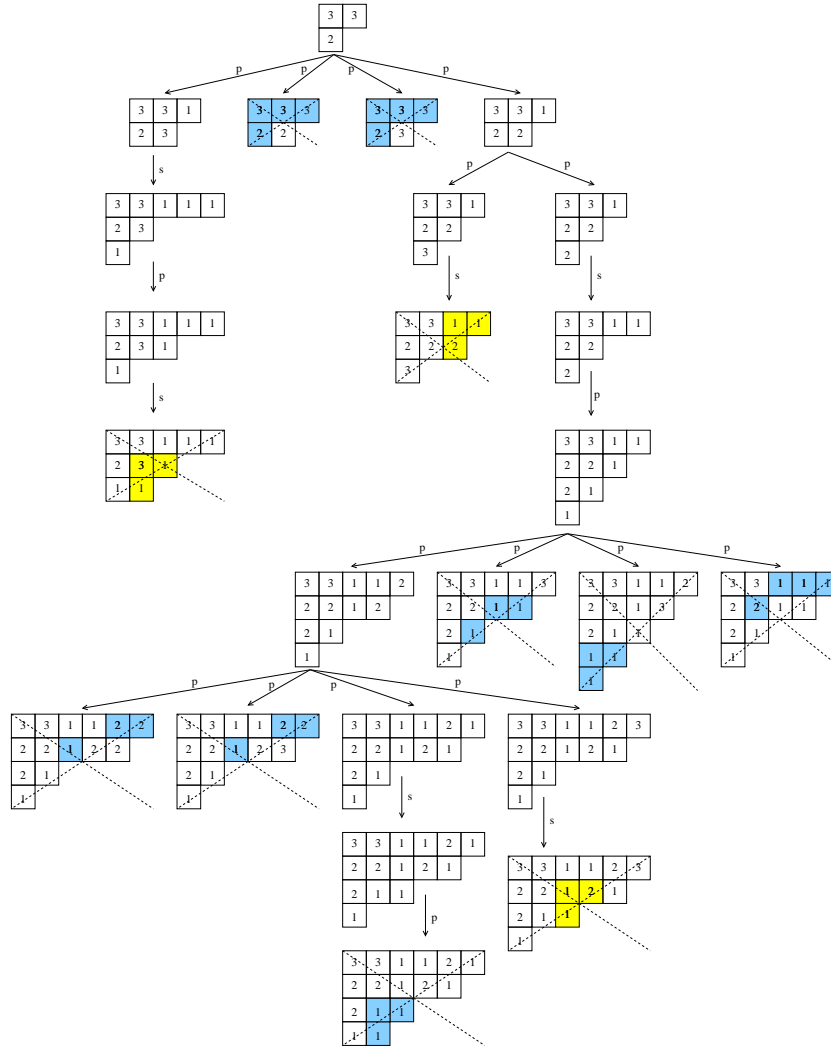 3 3
2
p p p p
3 3 1 3 3 3 3 3 3 3 3 1
2 3 2 2 2 3 2 2
s p p
3 3 1 1 1 3 3 1 3 3 1
2 3 2 2 2 2
1 3 2
p s s
3 3 1 1 1 3 3 1 1 3 3 1 1
2 3 1 2 2 2 2 2
1 3 2
s p
3 3 1 1 1 3 3 1 1
2 3 1 2 2 1
1 1 2 1
1
p p p p
3 3 1 1 2 3 3 1 1 3 3 3 1 1 2 3 3 1 1 1
2 2 1 2 2 2 1 1 2 2 1 3 2 2 1 1
2 1 2 1 2 1 1 2 1
1 1 1 1 1
1
p p p p
3 3 1 1 2 2 3 3 1 1 2 2 3 3 1 1 2 1 3 3 1 1 2 3
2 2 1 2 2 2 2 1 2 3 2 2 1 2 1 2 2 1 2 1
2 1 2 1 2 1 2 1
1 1 1 1
s s
3 3 1 1 2 1 3 3 1 1 2 3
2 2 1 2 1 2 2 1 2 1
2 1 1 2 1 1
1 1
p
3 3 1 1 2 1
2 2 1 2 1
2 1 1
1 1